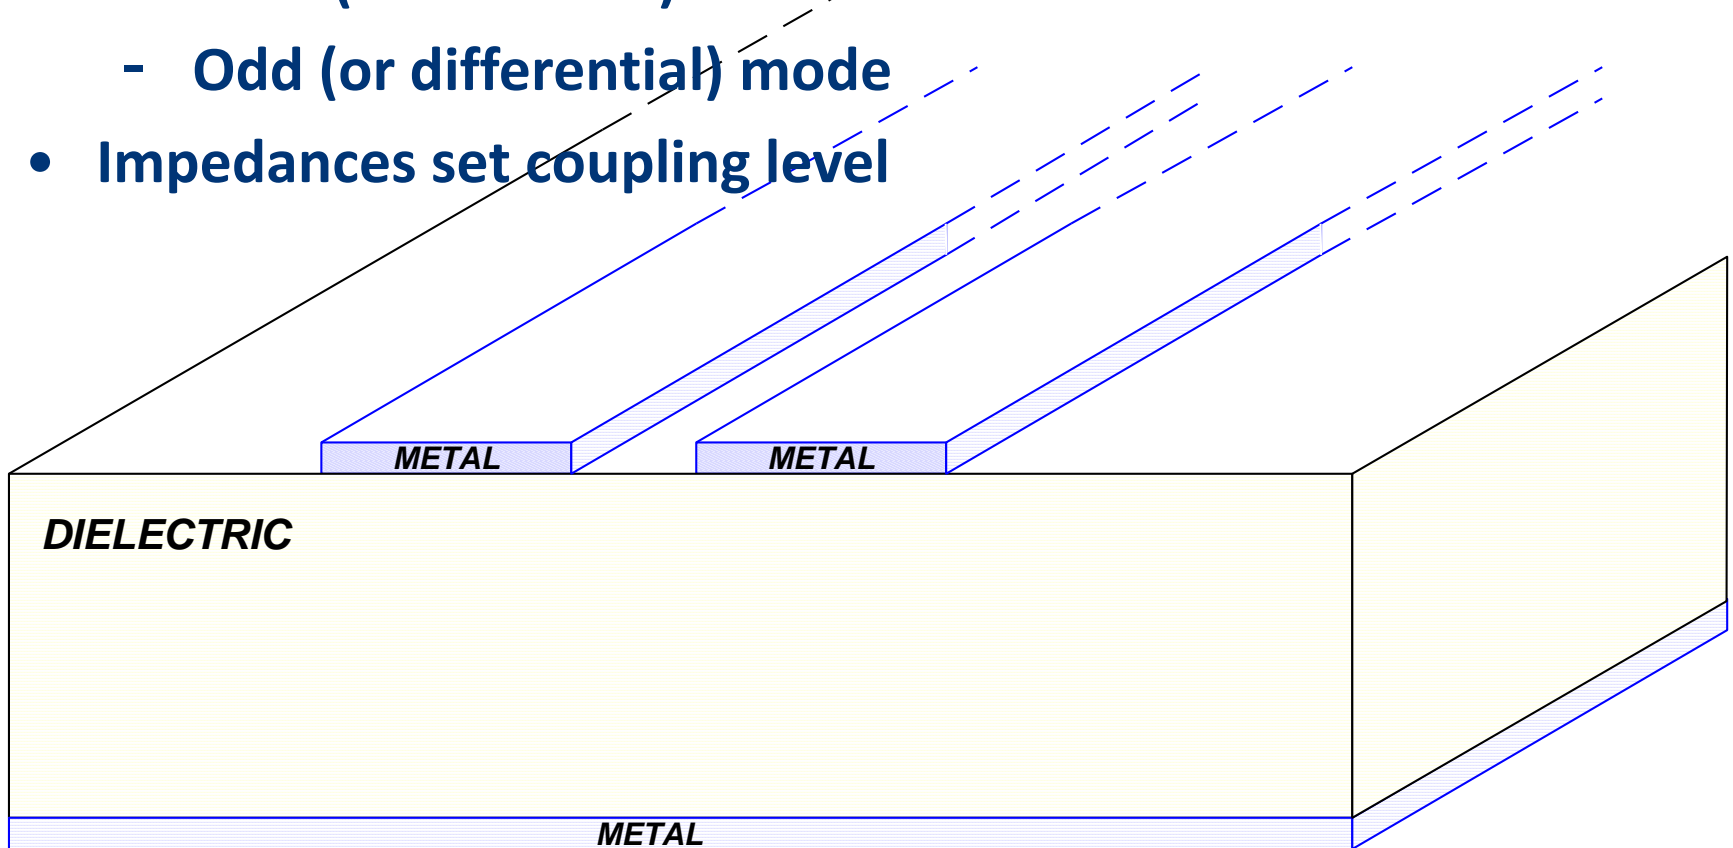 - Odd (or differential) mode
• Impedances set coupling level
METAL METAL
DIELECTRIC
METAL